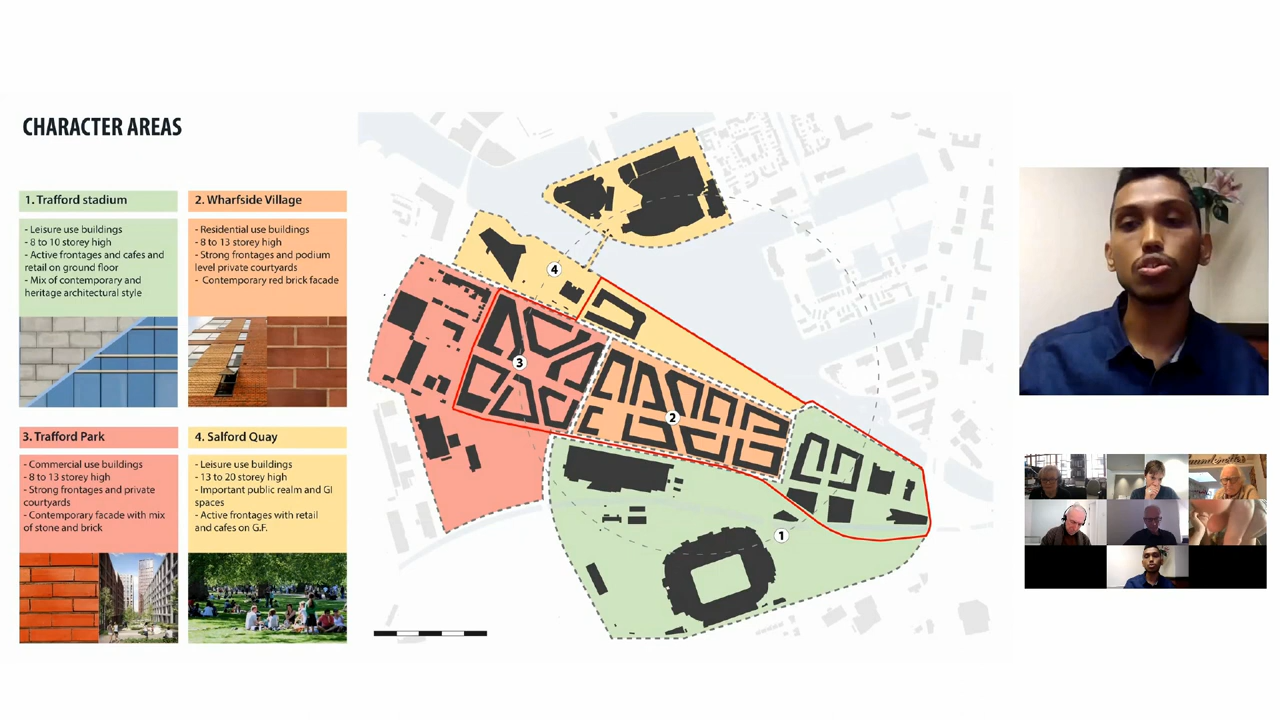 CHARACTER AREAS
1. Trafford stadium
- Leisure use buildings
- 8 to 10 storey high
- Active frontages and cafes and
retail on ground floor
- Mix of contemporary and
heritage architectural style
2. Wharfside Village
- Residential use buildings
- 8 to 13 storey high
- Strong frontages and podium
level private courtyards
- Contemporary red brick facade
3. Trafford Park
- Commercial use buildings
- 8 to 13 storey high
- Strong frontages and private
courtyards
- Contemporary facade with mix
of stone and brick
4. Salford Quay
- Leisure use buildings
- 13 to 20 storey high
- Important public realm and GI
spaces
- Active frontages with retail
and cafes on G.F.
4
3
2
1